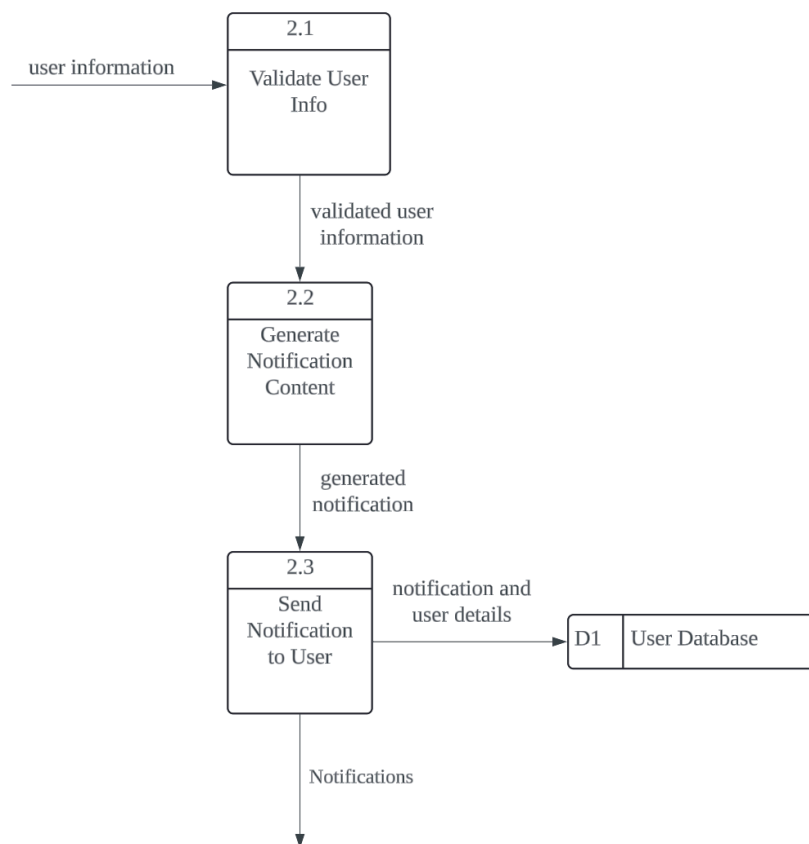 2.1
user information
Validate User
Info
validated user
information
2.2
Generate
Notification
Content
generated
notification
2.3
Send
Notification
to User
notification and
user details
D1
User Database
Notifications